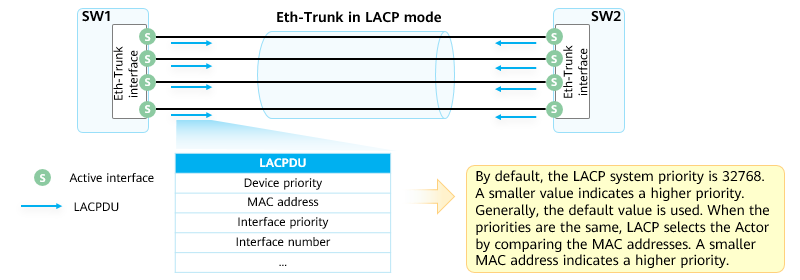 SW1
Eth-Trunk in LACP mode
SW2
Eth-Trunk
interface
S
S
S
S
S
S
S
S
Eth-Trunk
interface
S Active interface
LACPDU
LACPDU
Device priority
MAC address
Interface priority
Interface number
...
By default, the LACP system priority is 32768.
A smaller value indicates a higher priority.
Generally, the default value is used. When the
priorities are the same, LACP selects the Actor
by comparing the MAC addresses. A smaller
MAC address indicates a higher priority.